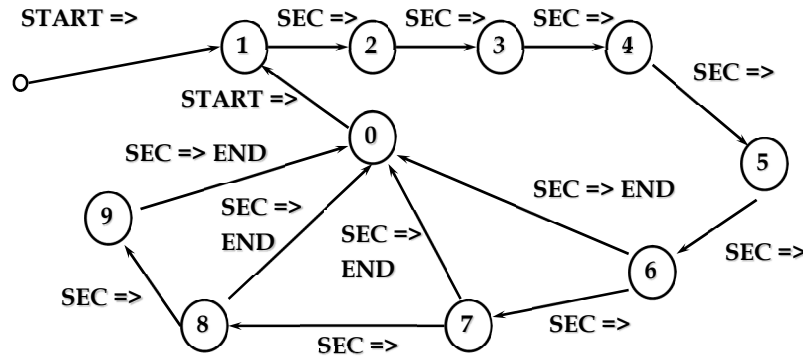 START =>
SEC =>
SEC =>
SEC =>
1
2
3
4
SEC =>
START =>
0
SEC => END
5
SEC => END
9
SEC =>
END
SEC =>
END
SEC =>
6
SEC =>
8
7
SEC =>
SEC =>